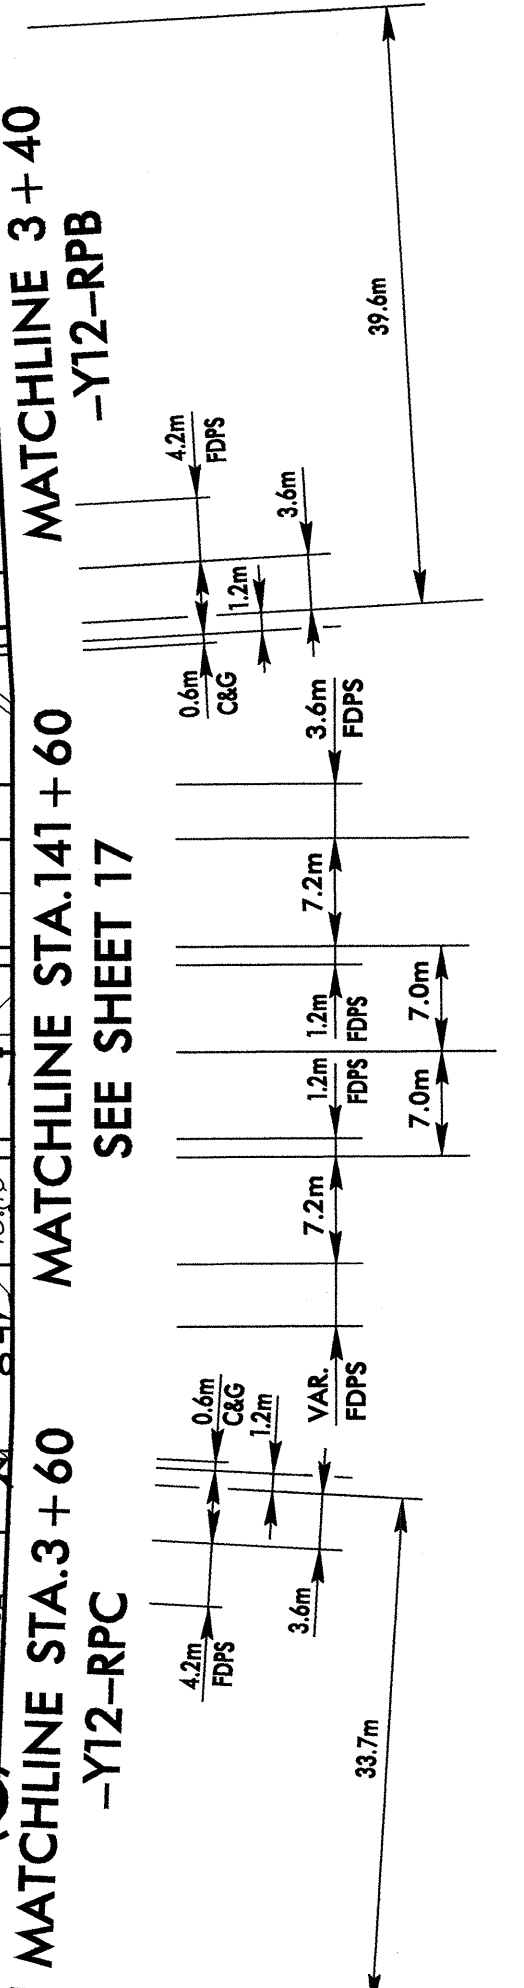 MATCHLINE 3+40
-Y12-RPB
39.6m
4.2m
FDPS
3.6m
1.2m
0.6m
C&G
MATCHLINE STA.141+60
SEE SHEET 17
3.6m
FDPS
7.2m
1.2m
FDPS
7.0m
1.2m
FDPS
7.0m
7.2m
VAR.
FDPS
MATCHLINE STA.3+60
-Y12-RPC
0.6m
C&G
1.2m
3.6m
4.2m
FDPS
33.7m